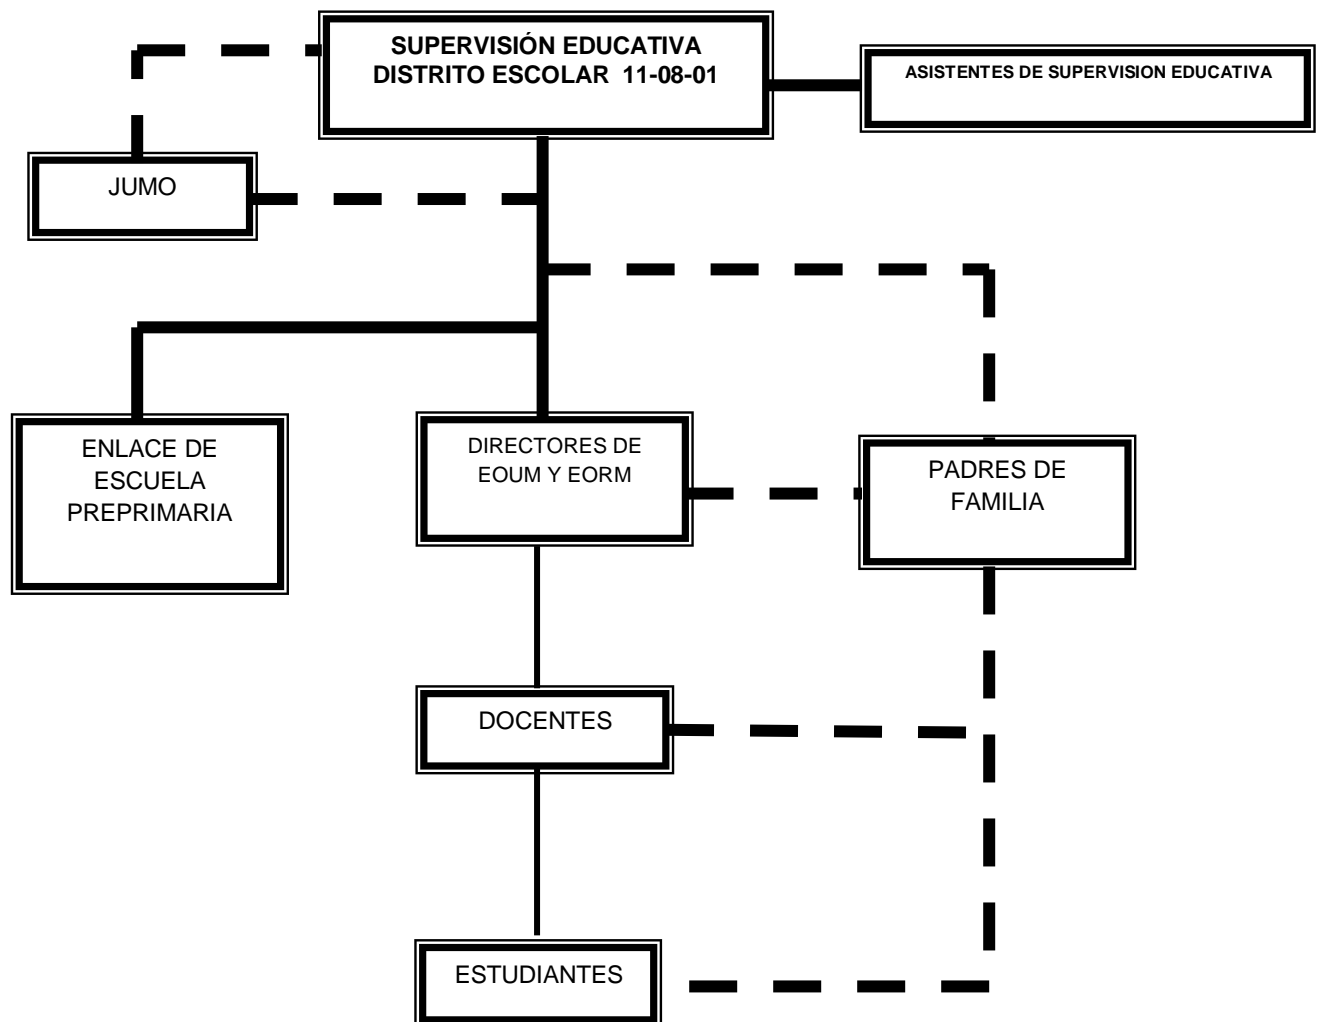 SUPERVISIÓN EDUCATIVA
DISTRITO ESCOLAR 11-08-01
ASISTENTES DE SUPERVISION EDUCATIVA
JUMO
ENLACE DE
ESCUELA
PREPRIMARIA
DIRECTORES DE
EOUM Y EORM
PADRES DE
FAMILIA
DOCENTES
ESTUDIANTES